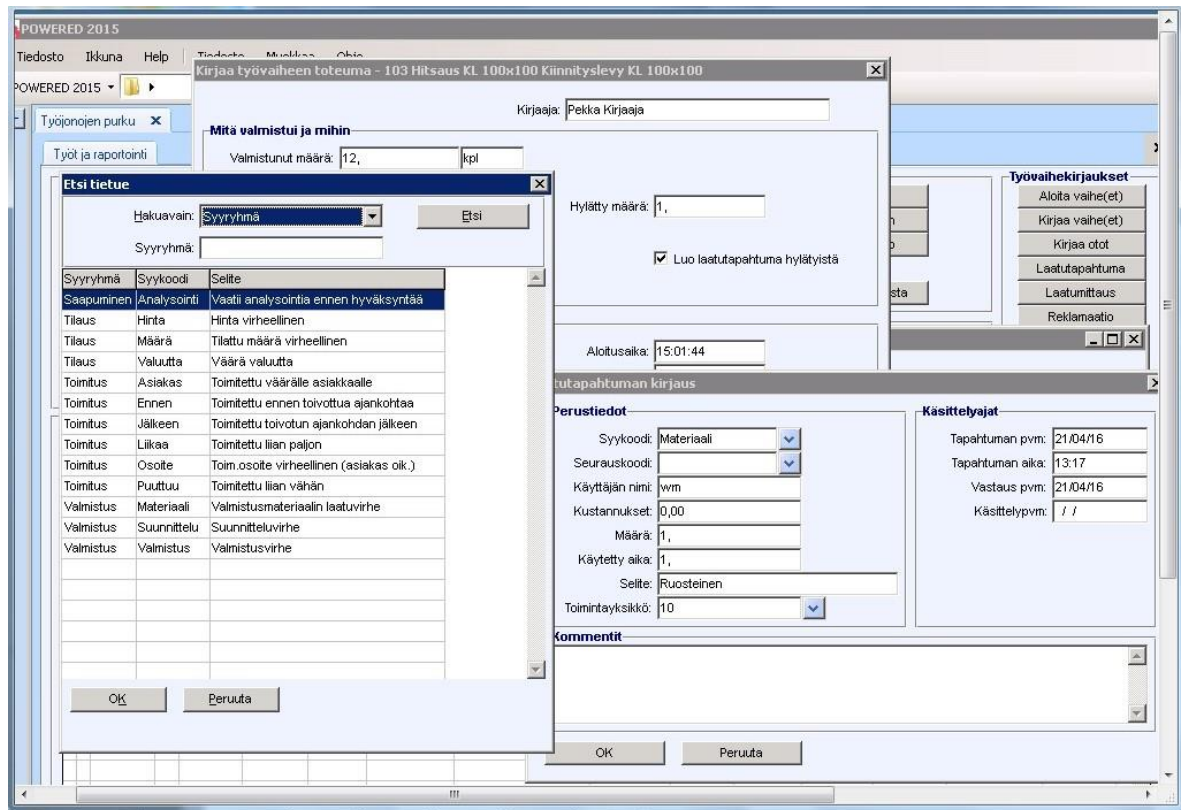 POWERED 2015
Tiedosto Ikkuna Help
POWERED 2015
Työjonojen purku
Työt ja raportointi
Kirjaa työvaiheen toteuma - 103 Hitsaus KL 100x100 Kiinnityslevy KL 100x100
Kirjaaja: Pekka Kirjaaja
Mitä valmistui ja mihin
Valmistunut määrä: 12, kpl
Hylätty määrä: 1,
Luo laatutapahtuma hylätyistä
Aloitusaika: 15:01:44
Työvaihekirjaukset
Aloita vaihe(et)
Kirjaa vaihe(et)
Kirjaa otot
Laatutapahtuma
Laatumittaus
Reklamaatio
Etsi tietue
Hakuavain: Syyryhmä Etsi
Syyryhmä:
Syyryhmä Syykoodi Selite
Saapuminen Analysointi Vaatii analysointia ennen hyväksyntää
Tilaus Hinta Hinta virheellinen
Tilaus Määrä Tilattu määrä virheellinen
Tilaus Valuutta Väärä valuutta
Toimitus Asiakas Toimitettu väärälle asiakkaalle
Toimitus Ennen Toimitettu ennen toivottua ajankohtaa
Toimitus Jälkeen Toimitettu toivotun ajankohdan jälkeen
Toimitus Liikaa Toimitettu liian paljon
Toimitus Osoite Toim.osoite virheellinen (asiakas oik.)
Toimitus Puuttuu Toimitettu liian vähän
Valmistus Materiaali Valmistusmateriaalin laatuvirhe
Valmistus Suunnittelu Suunnitteluvirhe
Valmistus Valmistus Valmistusvirhe
OK Peruuta
tutapahtuman kirjaus
Perustiedot
Syykoodi: Materiaali
Seurauskoodi:
Käyttäjän nimi: wm
Kustannukset: 0,00
Määrä: 1,
Käytetty aika: 1,
Selite: Ruosteinen
Toimintayksikkö: 10
Käsittelyajat
Tapahtuman pvm: 21/04/16
Tapahtuman aika: 13:17
Vastaus pvm: 21/04/16
Käsittelypvm: / /
Kommentit
OK Peruuta